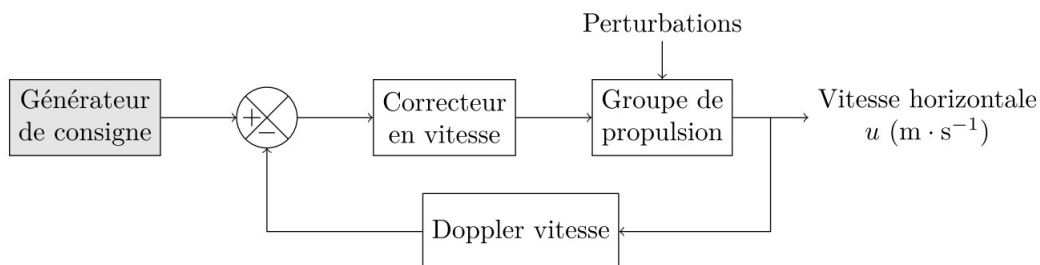 Perturbations
Générateur
de consigne
+
−
Correcteur
en vitesse
Groupe de
propulsion
Vitesse horizontale
u (m · s⁻¹)
Doppler vitesse